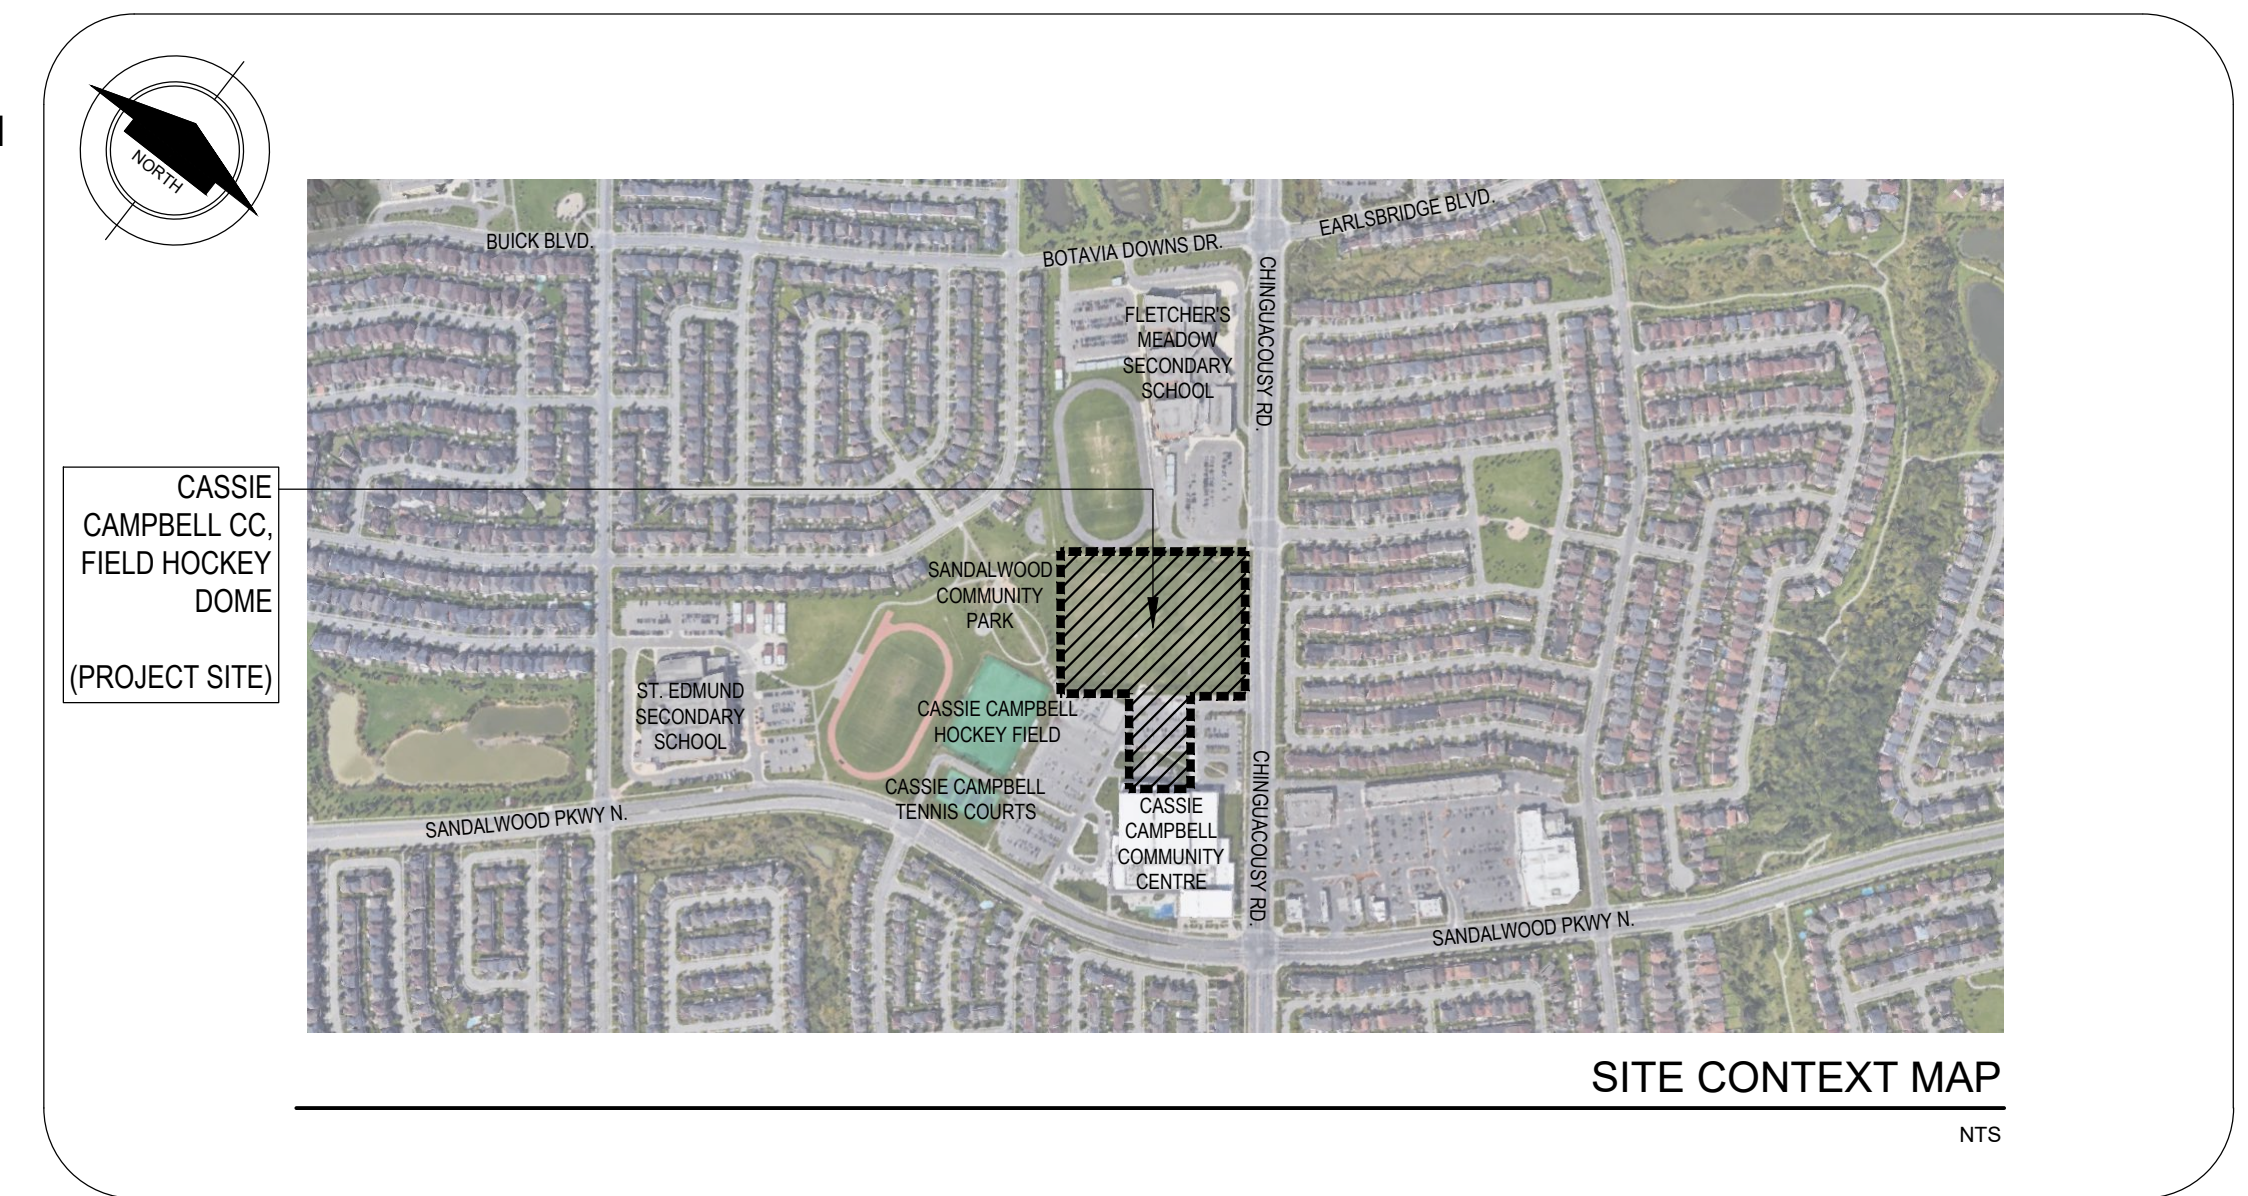 NORTH
BUICK BLVD.
BOTAVIA DOWNS DR.
EARLSBRIDGE BLVD.
CHINGUACOUSY RD.
FLETCHER'S
MEADOW
SECONDARY
SCHOOL
CASSIE
CAMPBELL CC,
FIELD HOCKEY
DOME
(PROJECT SITE)
SANDALWOOD
COMMUNITY
PARK
ST. EDMUND
SECONDARY
SCHOOL
CASSIE CAMPBELL
HOCKEY FIELD
CASSIE CAMPBELL
TENNIS COURTS
CASSIE
CAMPBELL
COMMUNITY
CENTRE
CHINGUACOUSY RD.
SANDALWOOD PKWY N.
SANDALWOOD PKWY N.
SITE CONTEXT MAP
NTS